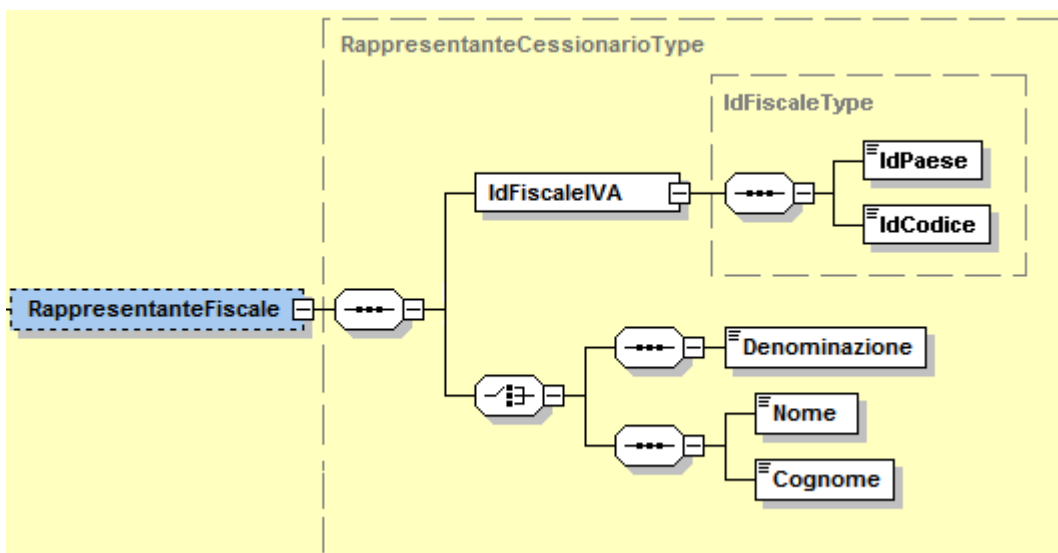 RappresentanteCessionarioType
IdFiscaleType
IdPaese
IdFiscaleIVA
IdCodice
RappresentanteFiscale
Denominazione
Nome
Cognome